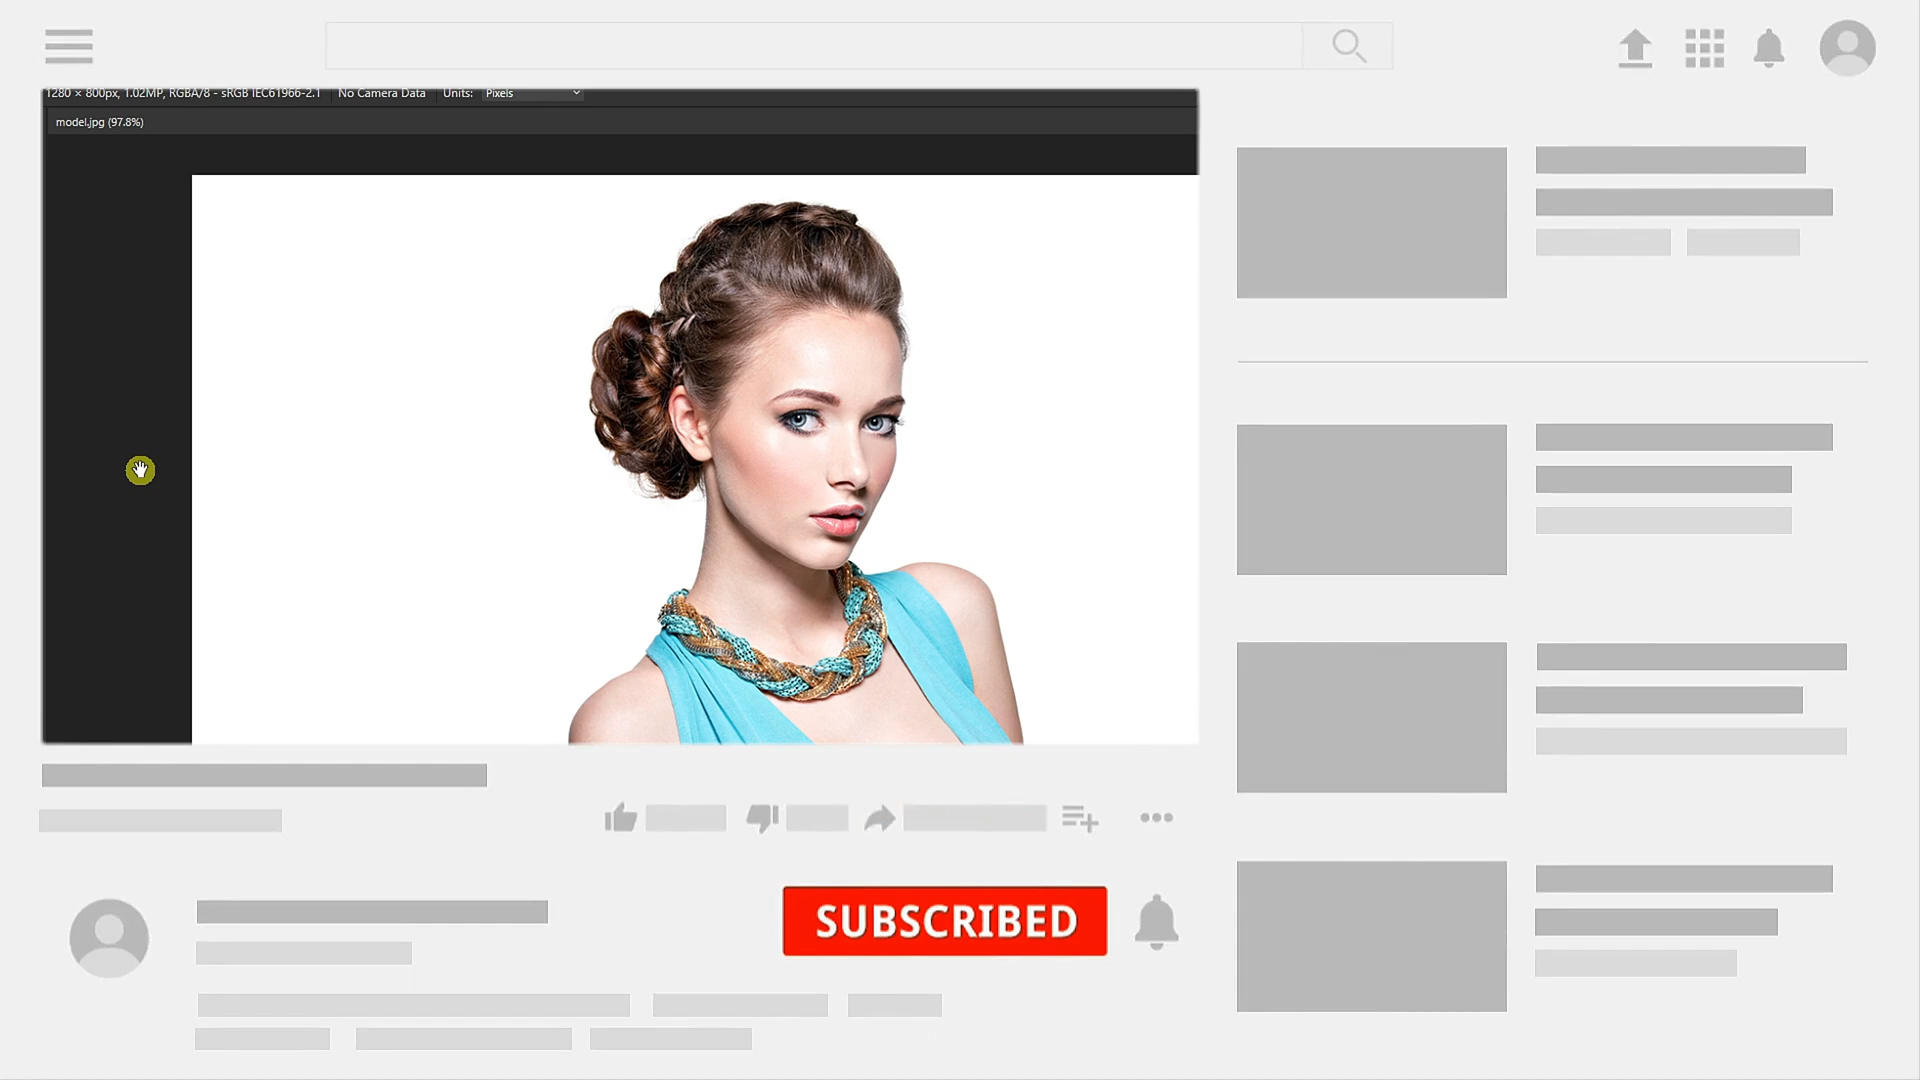 1280 × 800px, 1.02MP, RGBA/8 - sRGB IEC61966-2.1 No Camera Data Units: Pixels
model.jpg (97.8%)
SUBSCRIBED